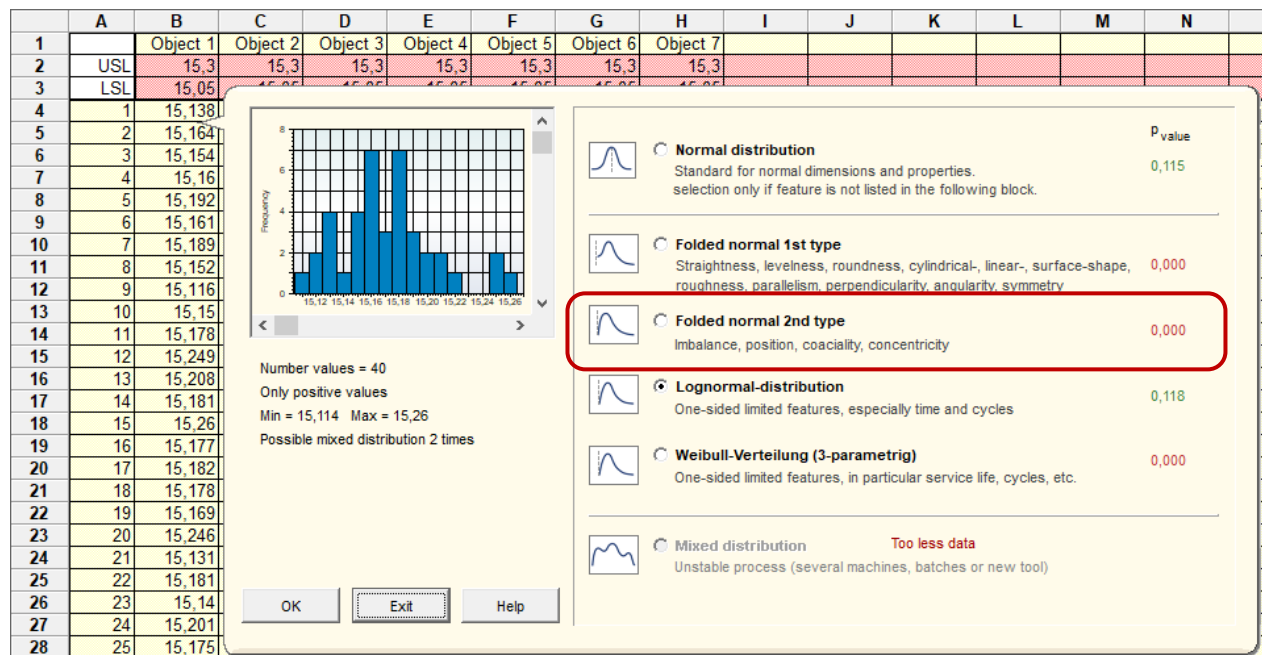 A B C D E F G H I J K L M N
1 Object 1 Object 2 Object 3 Object 4 Object 5 Object 6 Object 7
2 USL 15,3 15,3 15,3 15,3 15,3 15,3 15,3
3 LSL 15,05
4 1 15,138
5 2 15,164
6 3 15,154
7 4 15,16
8 5 15,192
9 6 15,161
10 7 15,189
11 8 15,152
12 9 15,116
13 10 15,15
14 11 15,178
15 12 15,249
16 13 15,208
17 14 15,181
18 15 15,26
19 16 15,177
20 17 15,182
21 18 15,178
22 19 15,169
23 20 15,246
24 21 15,131
25 22 15,181
26 23 15,14
27 24 15,201
28 25 15,175
8
6
4
2
0
Frequency
15,12 15,14 15,16 15,18 15,20 15,22 15,24 15,26
Number values = 40
Only positive values
Min = 15,114 Max = 15,26
Possible mixed distribution 2 times
OK Exit Help
P value
Normal distribution
Standard for normal dimensions and properties.
selection only if feature is not listed in the following block.
0,115
Folded normal 1st type
Straightness, levelness, roundness, cylindrical-, linear-, surface-shape,
roughness, parallelism, perpendicularity, angularity, symmetry
0,000
Folded normal 2nd type
Imbalance, position, coaciality, concentricity
0,000
Lognormal-distribution
One-sided limited features, especially time and cycles
0,118
Weibull-Verteilung (3-parametrig)
One-sided limited features, in particular service life, cycles, etc.
0,000
Mixed distribution Too less data
Unstable process (several machines, batches or new tool)